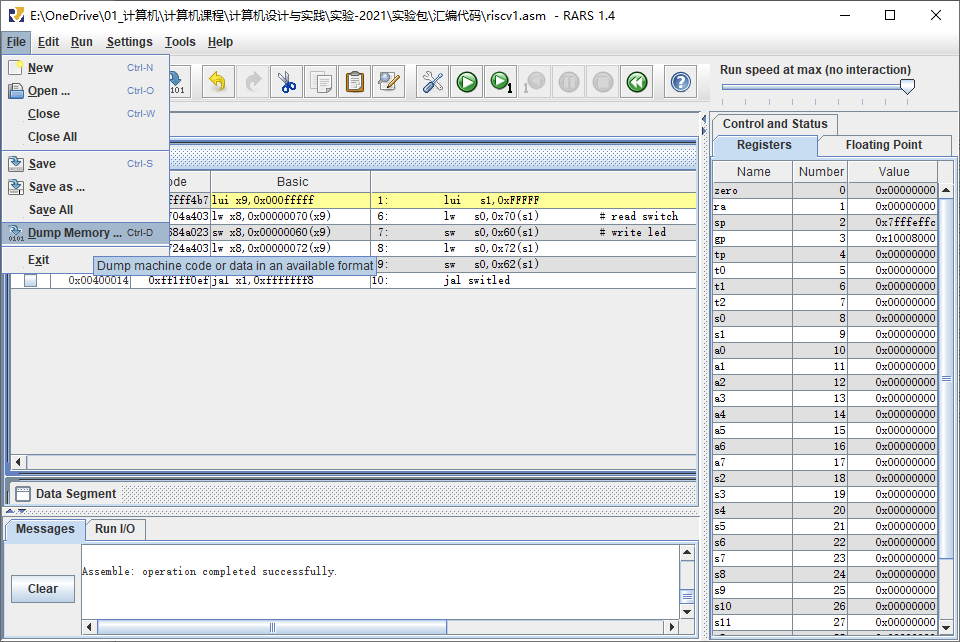 E:\OneDrive\01_计算机\计算机课程\计算机设计与实践\实验-2021\实验包\汇编代码\riscv1.asm - RARS 1.4
File Edit Run Settings Tools Help
New Ctrl-N
Open ... Ctrl-O
Close Ctrl-W
Close All
Save Ctrl-S
Save as ...
Save All
Dump Memory ... Ctrl-D
Exit
Dump machine code or data in an available format
Run speed at max (no interaction)
ode Basic
ffff4b7 lui x9,0x000fffff 1: lui s1,0xFFFFF
704a403 lw x8,0x00000070(x9) 6: lw s0,0x70(s1) # read switch
684a023 sw x8,0x00000060(x9) 7: sw s0,0x60(s1) # write led
724a403 lw x8,0x00000072(x9) 8: lw s0,0x72(s1)
9: sw s0,0x62(s1)
0x00400014 0xff1ff0ef jal x1,0xfffffff8 10: jal switled
Data Segment
Messages Run I/O
Assemble: operation completed successfully.
Clear
Control and Status
Registers Floating Point
Name Number Value
zero 0 0x00000000
ra 1 0x00000000
sp 2 0x7fffeffc
gp 3 0x10008000
tp 4 0x00000000
t0 5 0x00000000
t1 6 0x00000000
t2 7 0x00000000
s0 8 0x00000000
s1 9 0x00000000
a0 10 0x00000000
a1 11 0x00000000
a2 12 0x00000000
a3 13 0x00000000
a4 14 0x00000000
a5 15 0x00000000
a6 16 0x00000000
a7 17 0x00000000
s2 18 0x00000000
s3 19 0x00000000
s4 20 0x00000000
s5 21 0x00000000
s6 22 0x00000000
s7 23 0x00000000
s8 24 0x00000000
s9 25 0x00000000
s10 26 0x00000000
s11 27 0x00000000